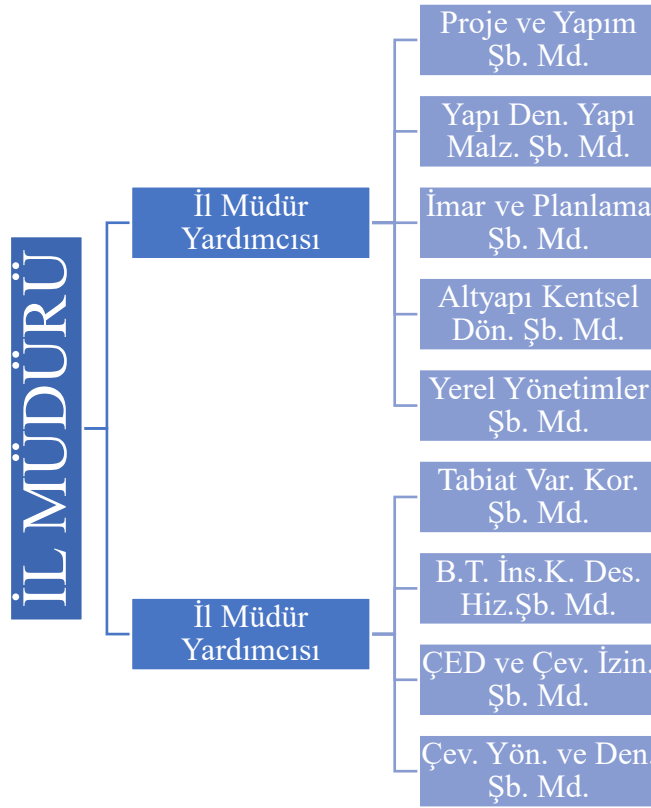 İL MÜDÜRÜ
İl Müdür
Yardımcısı
Proje ve Yapım
Şb. Md.
Yapı Den. Yapı
Malz. Şb. Md.
İmar ve Planlama
Şb. Md.
Altyapı Kentsel
Dön. Şb. Md.
Yerel Yönetimler
Şb. Md.
İl Müdür
Yardımcısı
Tabiat Var. Kor.
Şb. Md.
B.T. İns.K. Des.
Hiz.Şb. Md.
ÇED ve Çev. İzin.
Şb. Md.
Çev. Yön. ve Den.
Şb. Md.